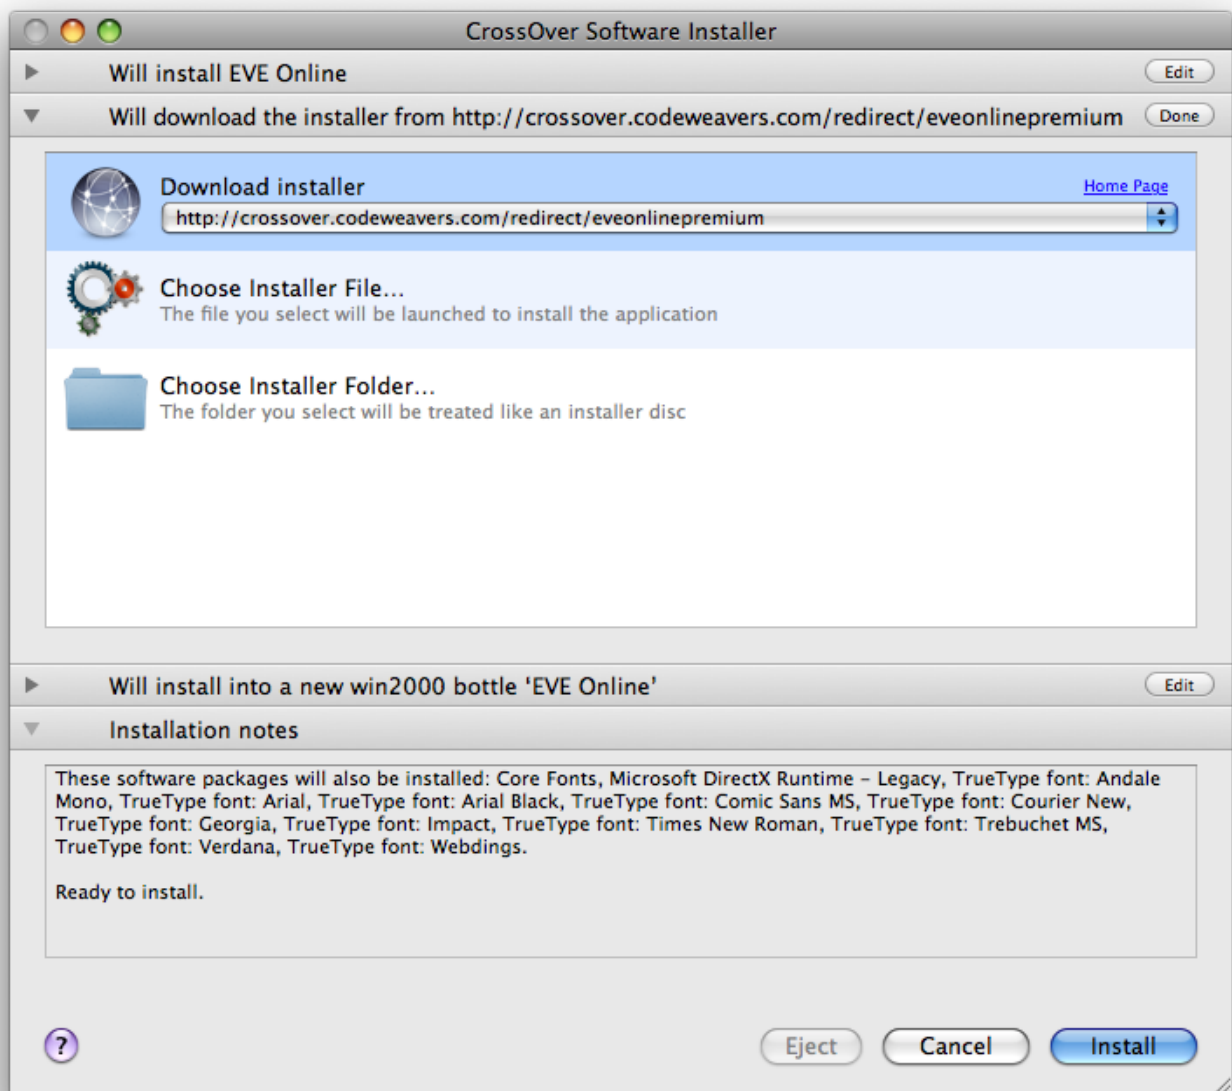 CrossOver Software Installer
Will install EVE Online
Edit
Will download the installer from http://crossover.codeweavers.com/redirect/eveonlinepremium
Done
Download installer
Home Page
http://crossover.codeweavers.com/redirect/eveonlinepremium
Choose Installer File...
The file you select will be launched to install the application
Choose Installer Folder...
The folder you select will be treated like an installer disc
Will install into a new win2000 bottle ‘EVE Online’
Edit
Installation notes
These software packages will also be installed: Core Fonts, Microsoft DirectX Runtime – Legacy, TrueType font: Andale
Mono, TrueType font: Arial, TrueType font: Arial Black, TrueType font: Comic Sans MS, TrueType font: Courier New,
TrueType font: Georgia, TrueType font: Impact, TrueType font: Times New Roman, TrueType font: Trebuchet MS,
TrueType font: Verdana, TrueType font: Webdings.
Ready to install.
?
Eject
Cancel
Install